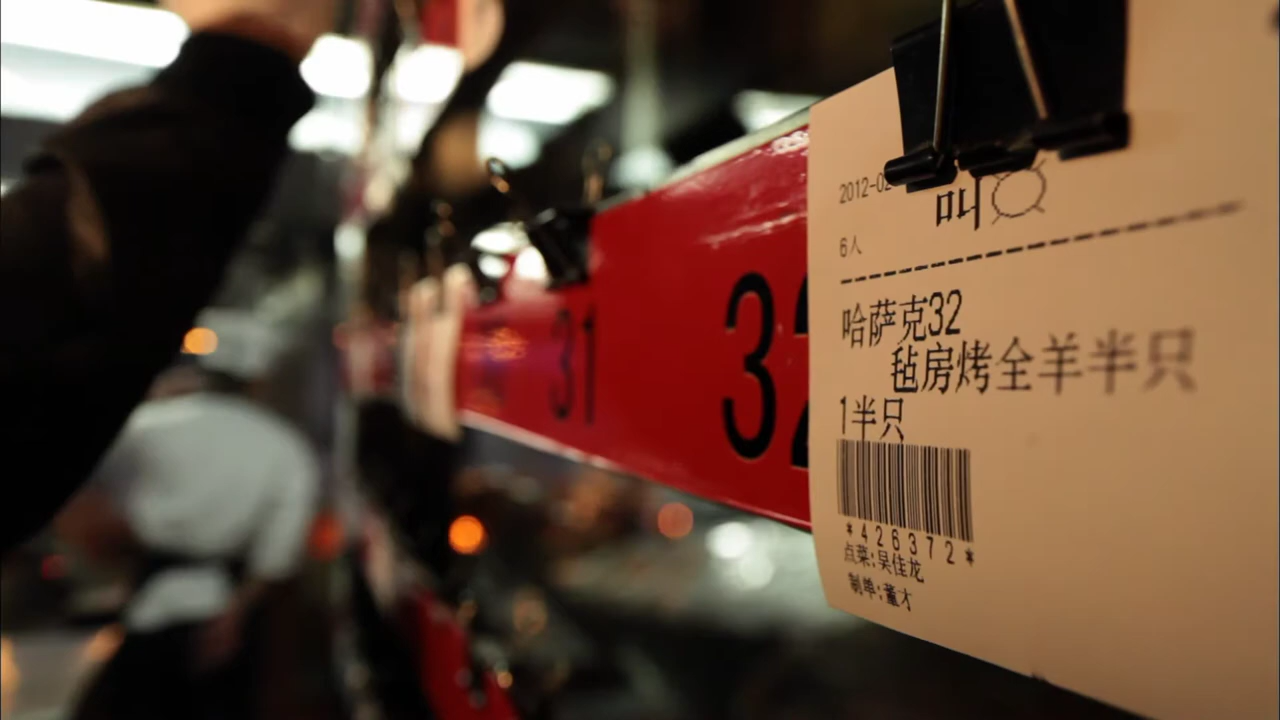 2012-02
叫
6人
哈萨克32
毡房烤全羊半只
1半只
*426372*
点菜:吴佳龙
制单:董才
31
32